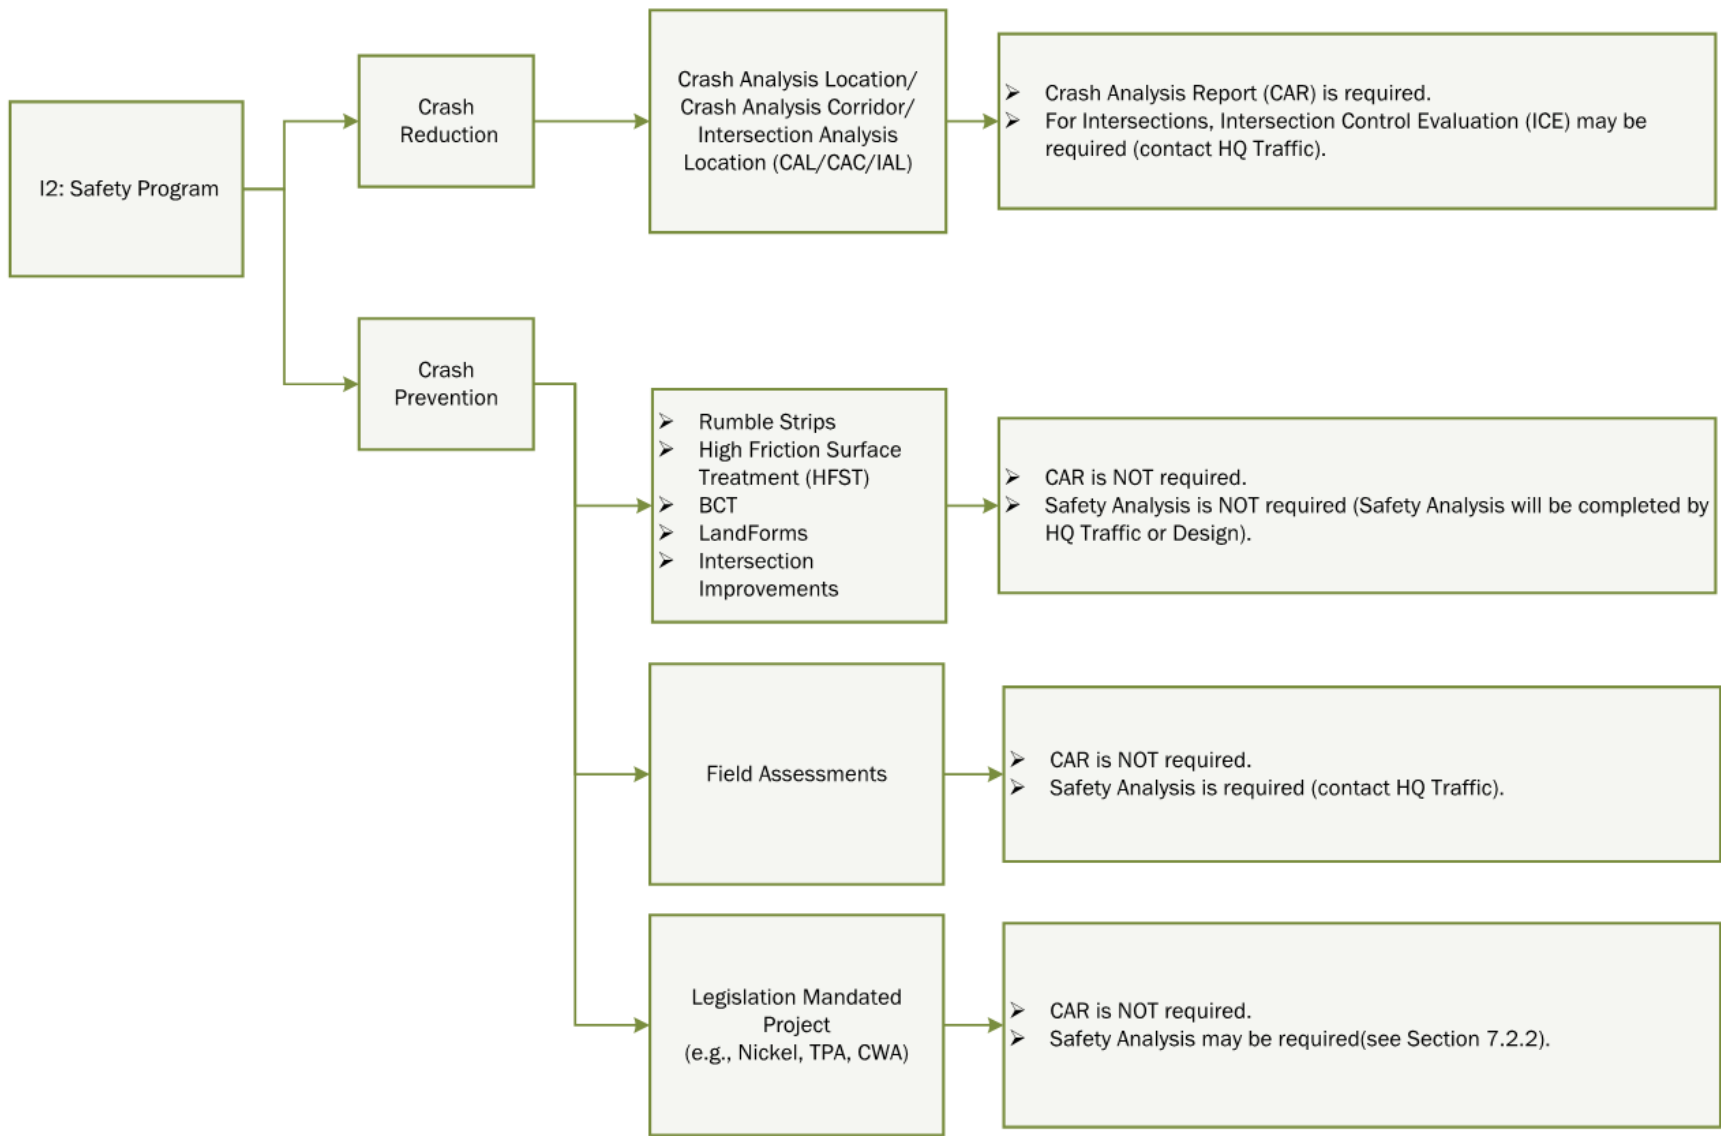 I2: Safety Program
Crash
Reduction
Crash Analysis Location/
Crash Analysis Corridor/
Intersection Analysis
Location (CAL/CAC/IAL)
➢ Crash Analysis Report (CAR) is required.
➢ For Intersections, Intersection Control Evaluation (ICE) may be
required (contact HQ Traffic).
Crash
Prevention
➢ Rumble Strips
➢ High Friction Surface
Treatment (HFST)
➢ BCT
➢ LandForms
➢ Intersection
Improvements
➢ CAR is NOT required.
➢ Safety Analysis is NOT required (Safety Analysis will be completed by
HQ Traffic or Design).
Field Assessments
➢ CAR is NOT required.
➢ Safety Analysis is required (contact HQ Traffic).
Legislation Mandated
Project
(e.g., Nickel, TPA, CWA)
➢ CAR is NOT required.
➢ Safety Analysis may be required(see Section 7.2.2).